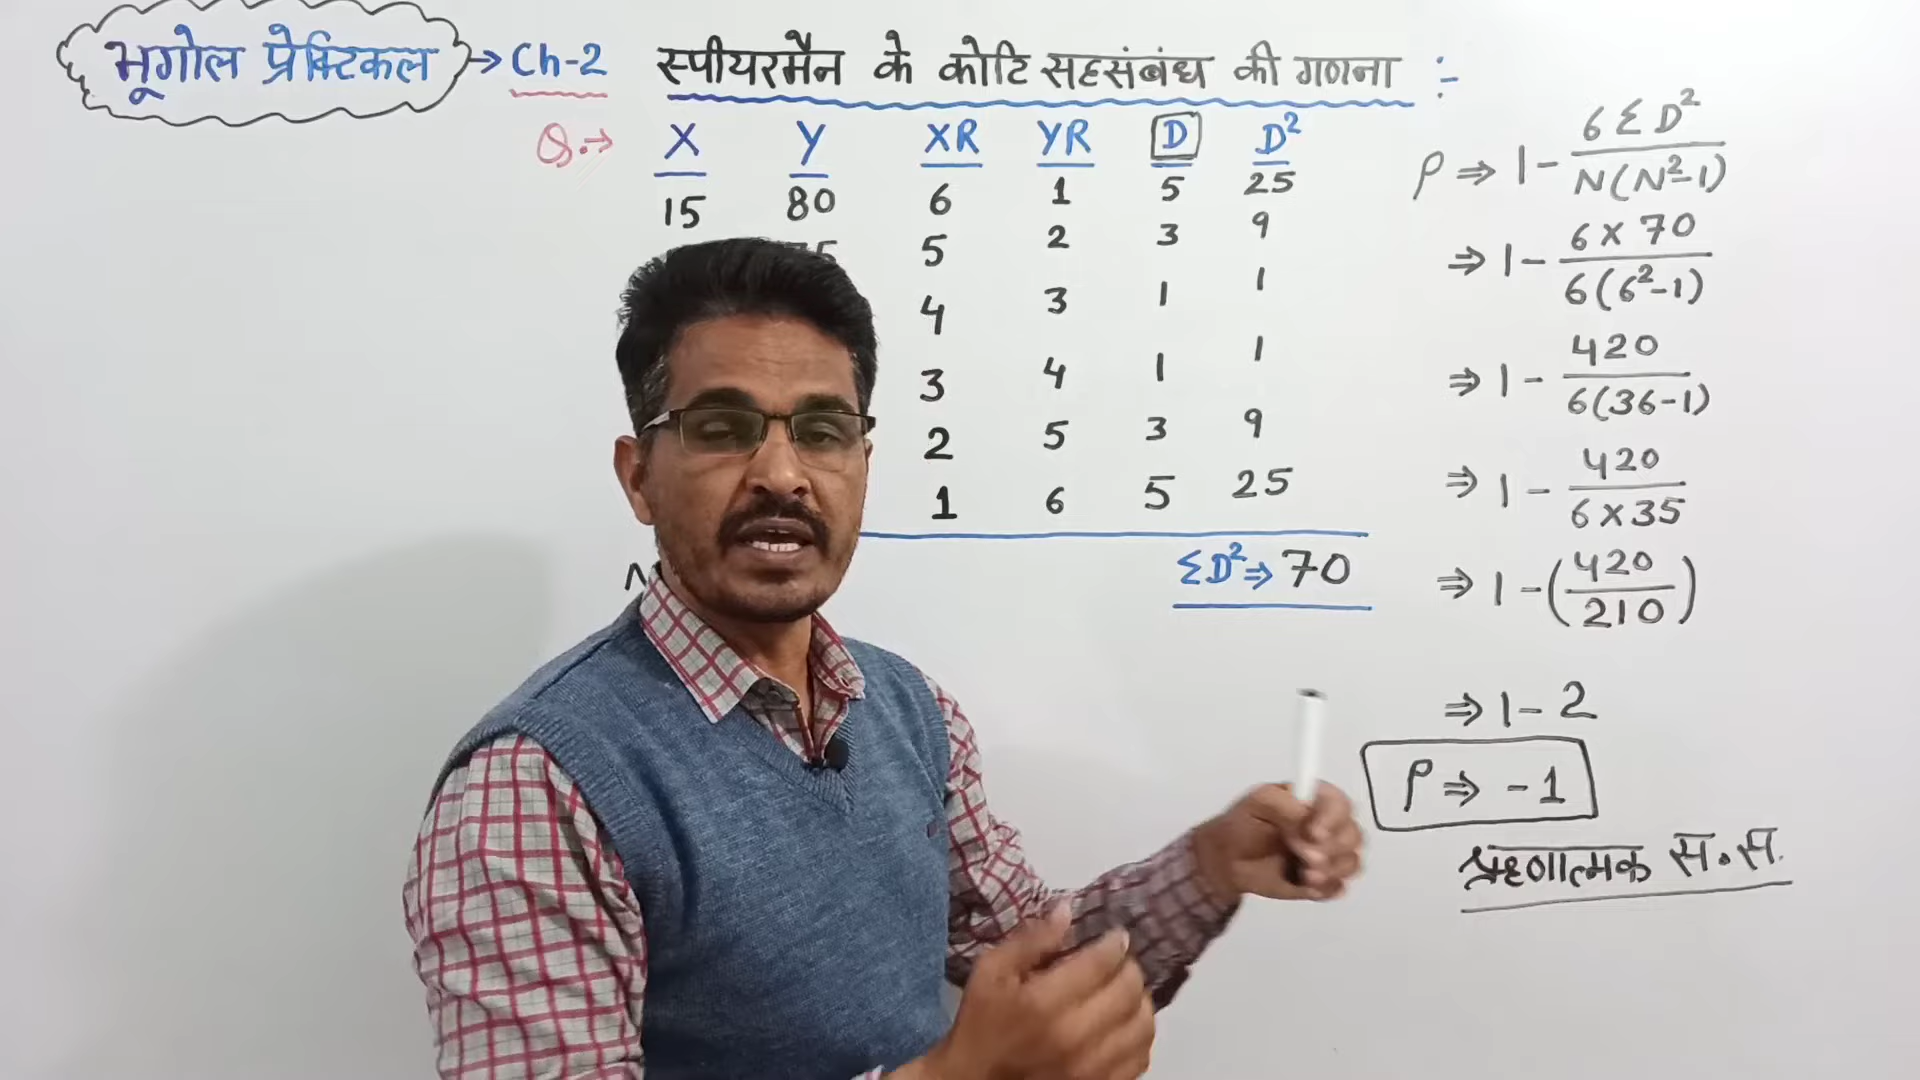 भूगोल प्रेक्टिकल → Ch-2 स्पीयरमैन के कोटि सहसंबंध की गणना :-
Q.→ X Y XR YR D D²
15 80 6 1 5 25
5 2 3 9
4 3 1 1
3 4 1 1
2 5 3 9
1 6 5 25
ΣD² ⇒ 70
ρ ⇒ 1 - 6ΣD² / N(N²-1)
⇒ 1 - 6 x 70 / 6(6²-1)
⇒ 1 - 420 / 6(36-1)
⇒ 1 - 420 / 6 x 35
⇒ 1 - (420 / 210)
⇒ 1 - 2
ρ ⇒ -1
ऋणात्मक स.स.